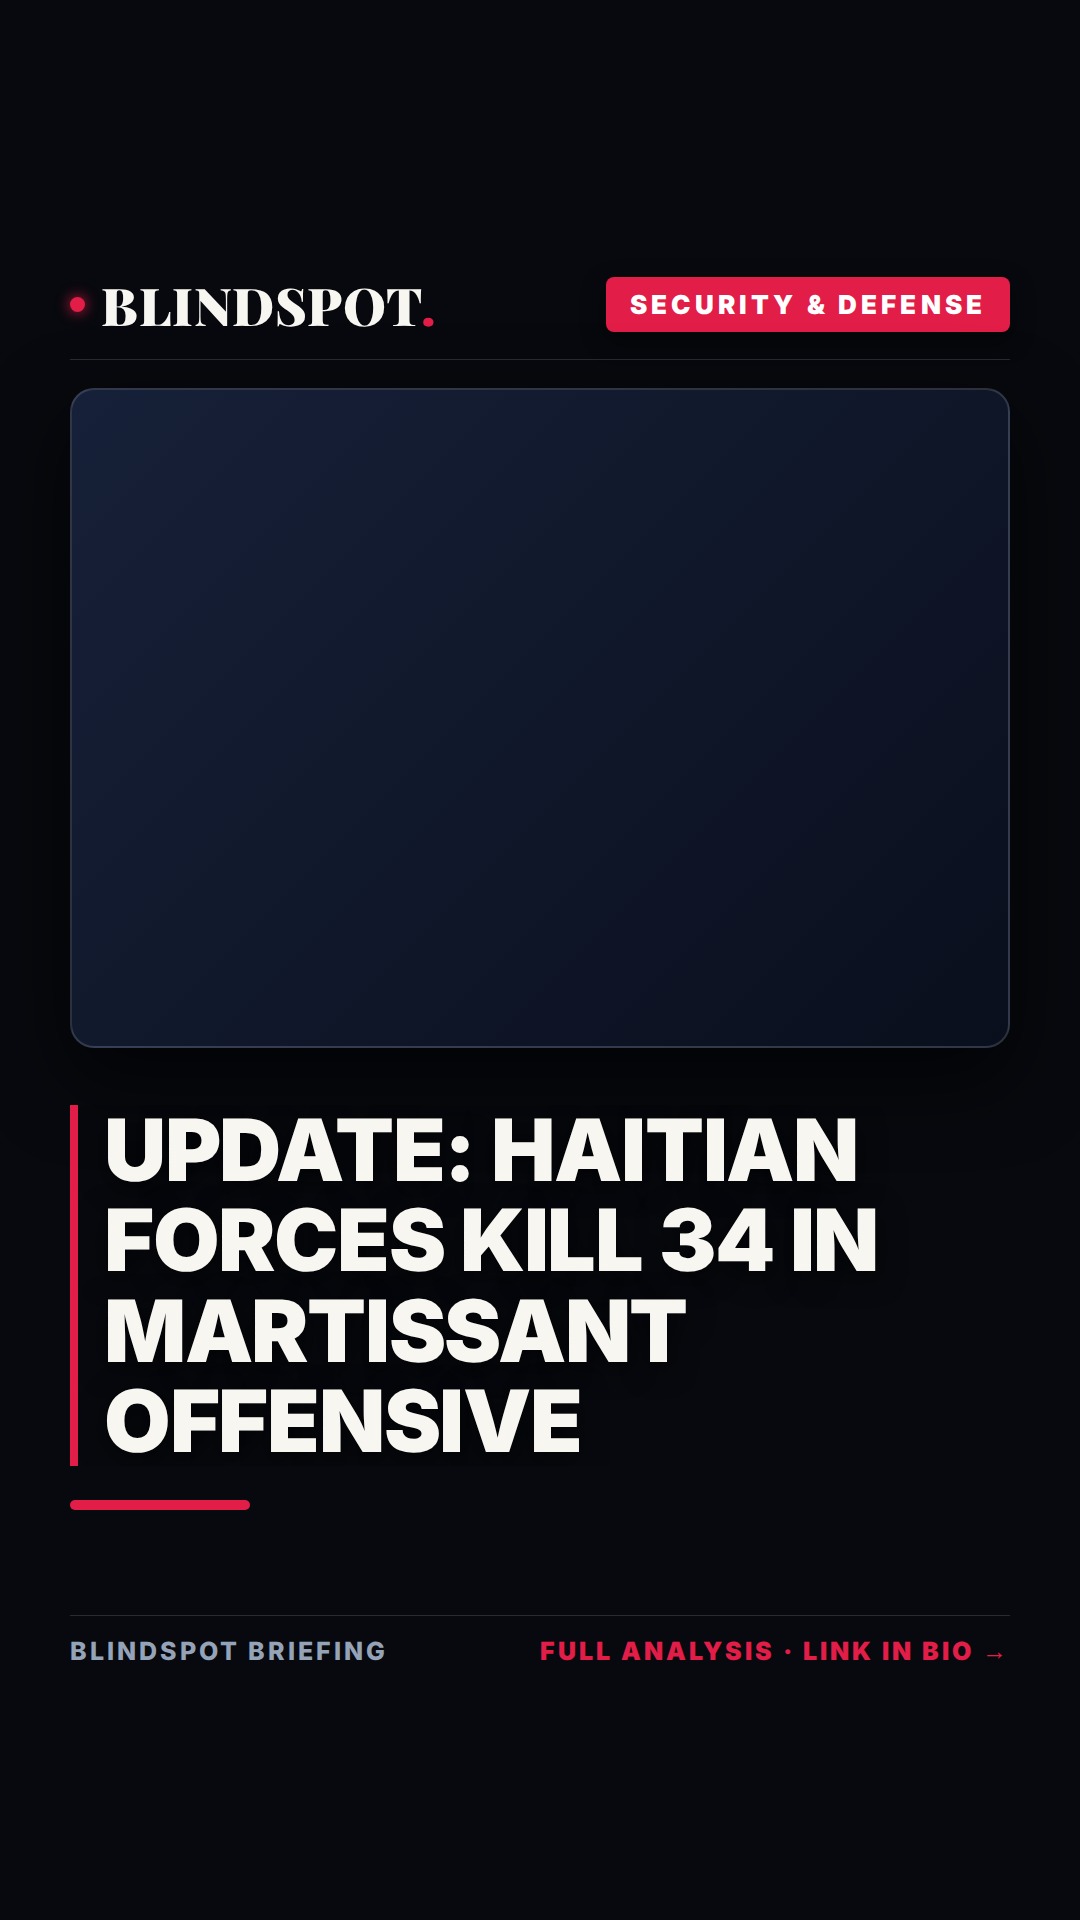 BLINDSPOT.
SECURITY & DEFENSE
UPDATE: HAITIAN
FORCES KILL 34 IN
MARTISSANT
OFFENSIVE
BLINDSPOT BRIEFING
FULL ANALYSIS · LINK IN BIO →